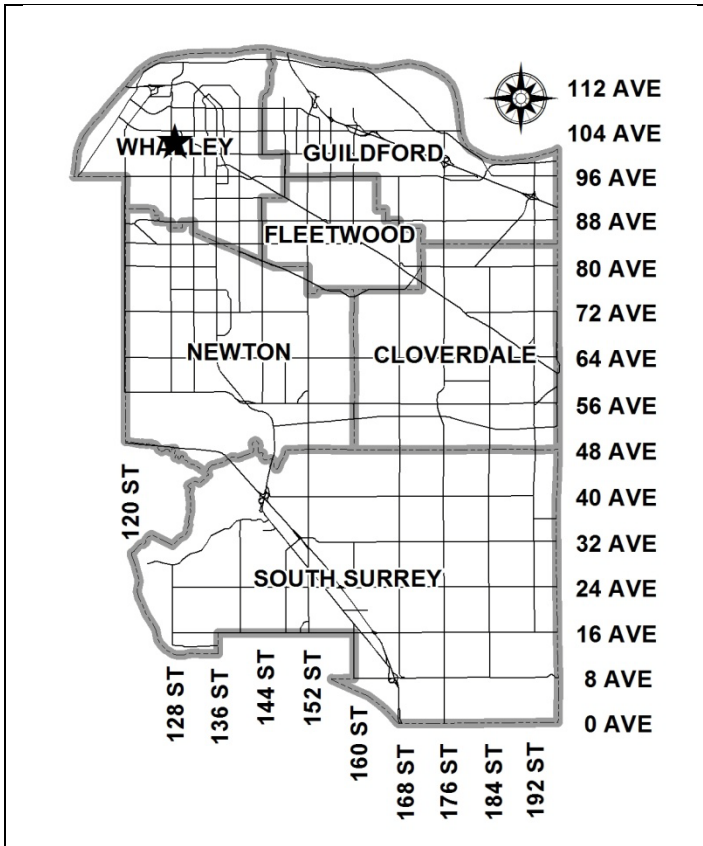 112 AVE
104 AVE
WHALLEY
GUILDFORD
96 AVE
88 AVE
FLEETWOOD
80 AVE
72 AVE
NEWTON
CLOVERDALE
64 AVE
56 AVE
48 AVE
120 ST
40 AVE
32 AVE
SOUTH SURREY
24 AVE
16 AVE
8 AVE
0 AVE
128 ST
136 ST
144 ST
152 ST
160 ST
168 ST
176 ST
184 ST
192 ST